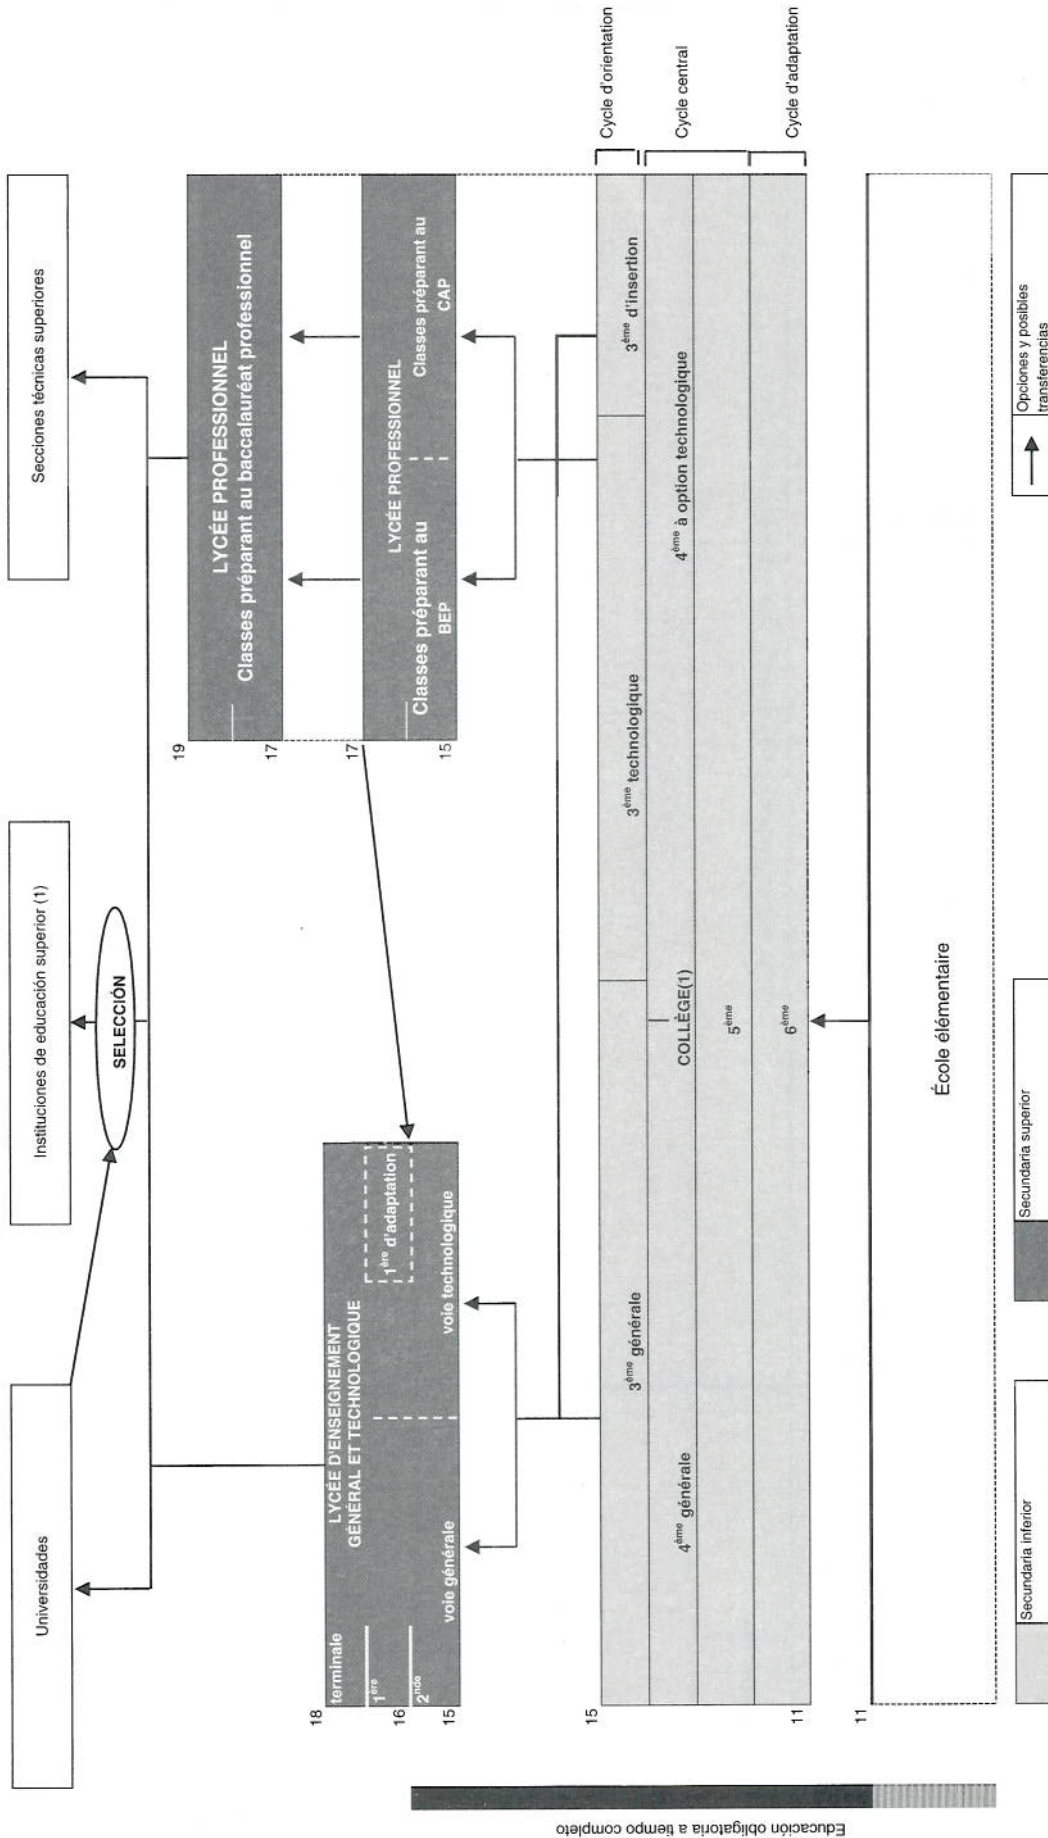 Universidades
Instituciones de educación superior (1)
Secciones técnicas superiores
SELECCIÓN
18
16
15
terminale
1ère
2nde
LYCÉE D'ENSEIGNEMENT
GÉNÉRAL ET TECHNOLOGIQUE
1ère d'adaptation
voie générale
voie technologique
19
17
LYCÉE PROFESSIONNEL
Classes préparant au baccalauréat professionnel
17
15
LYCÉE PROFESSIONNEL
Classes préparant au
BEP
Classes préparant au
CAP
15
11
3ème générale
3ème technologique
3ème d'insertion
4ème générale
COLLÈGE(1)
4ème à option technologique
5ème
6ème
Cycle d'orientation
Cycle central
Cycle d'adaptation
11
École élémentaire
Educación obligatoria a tiempo completo
Secundaria inferior
Secundaria superior
Opciones y posibles
transferencias